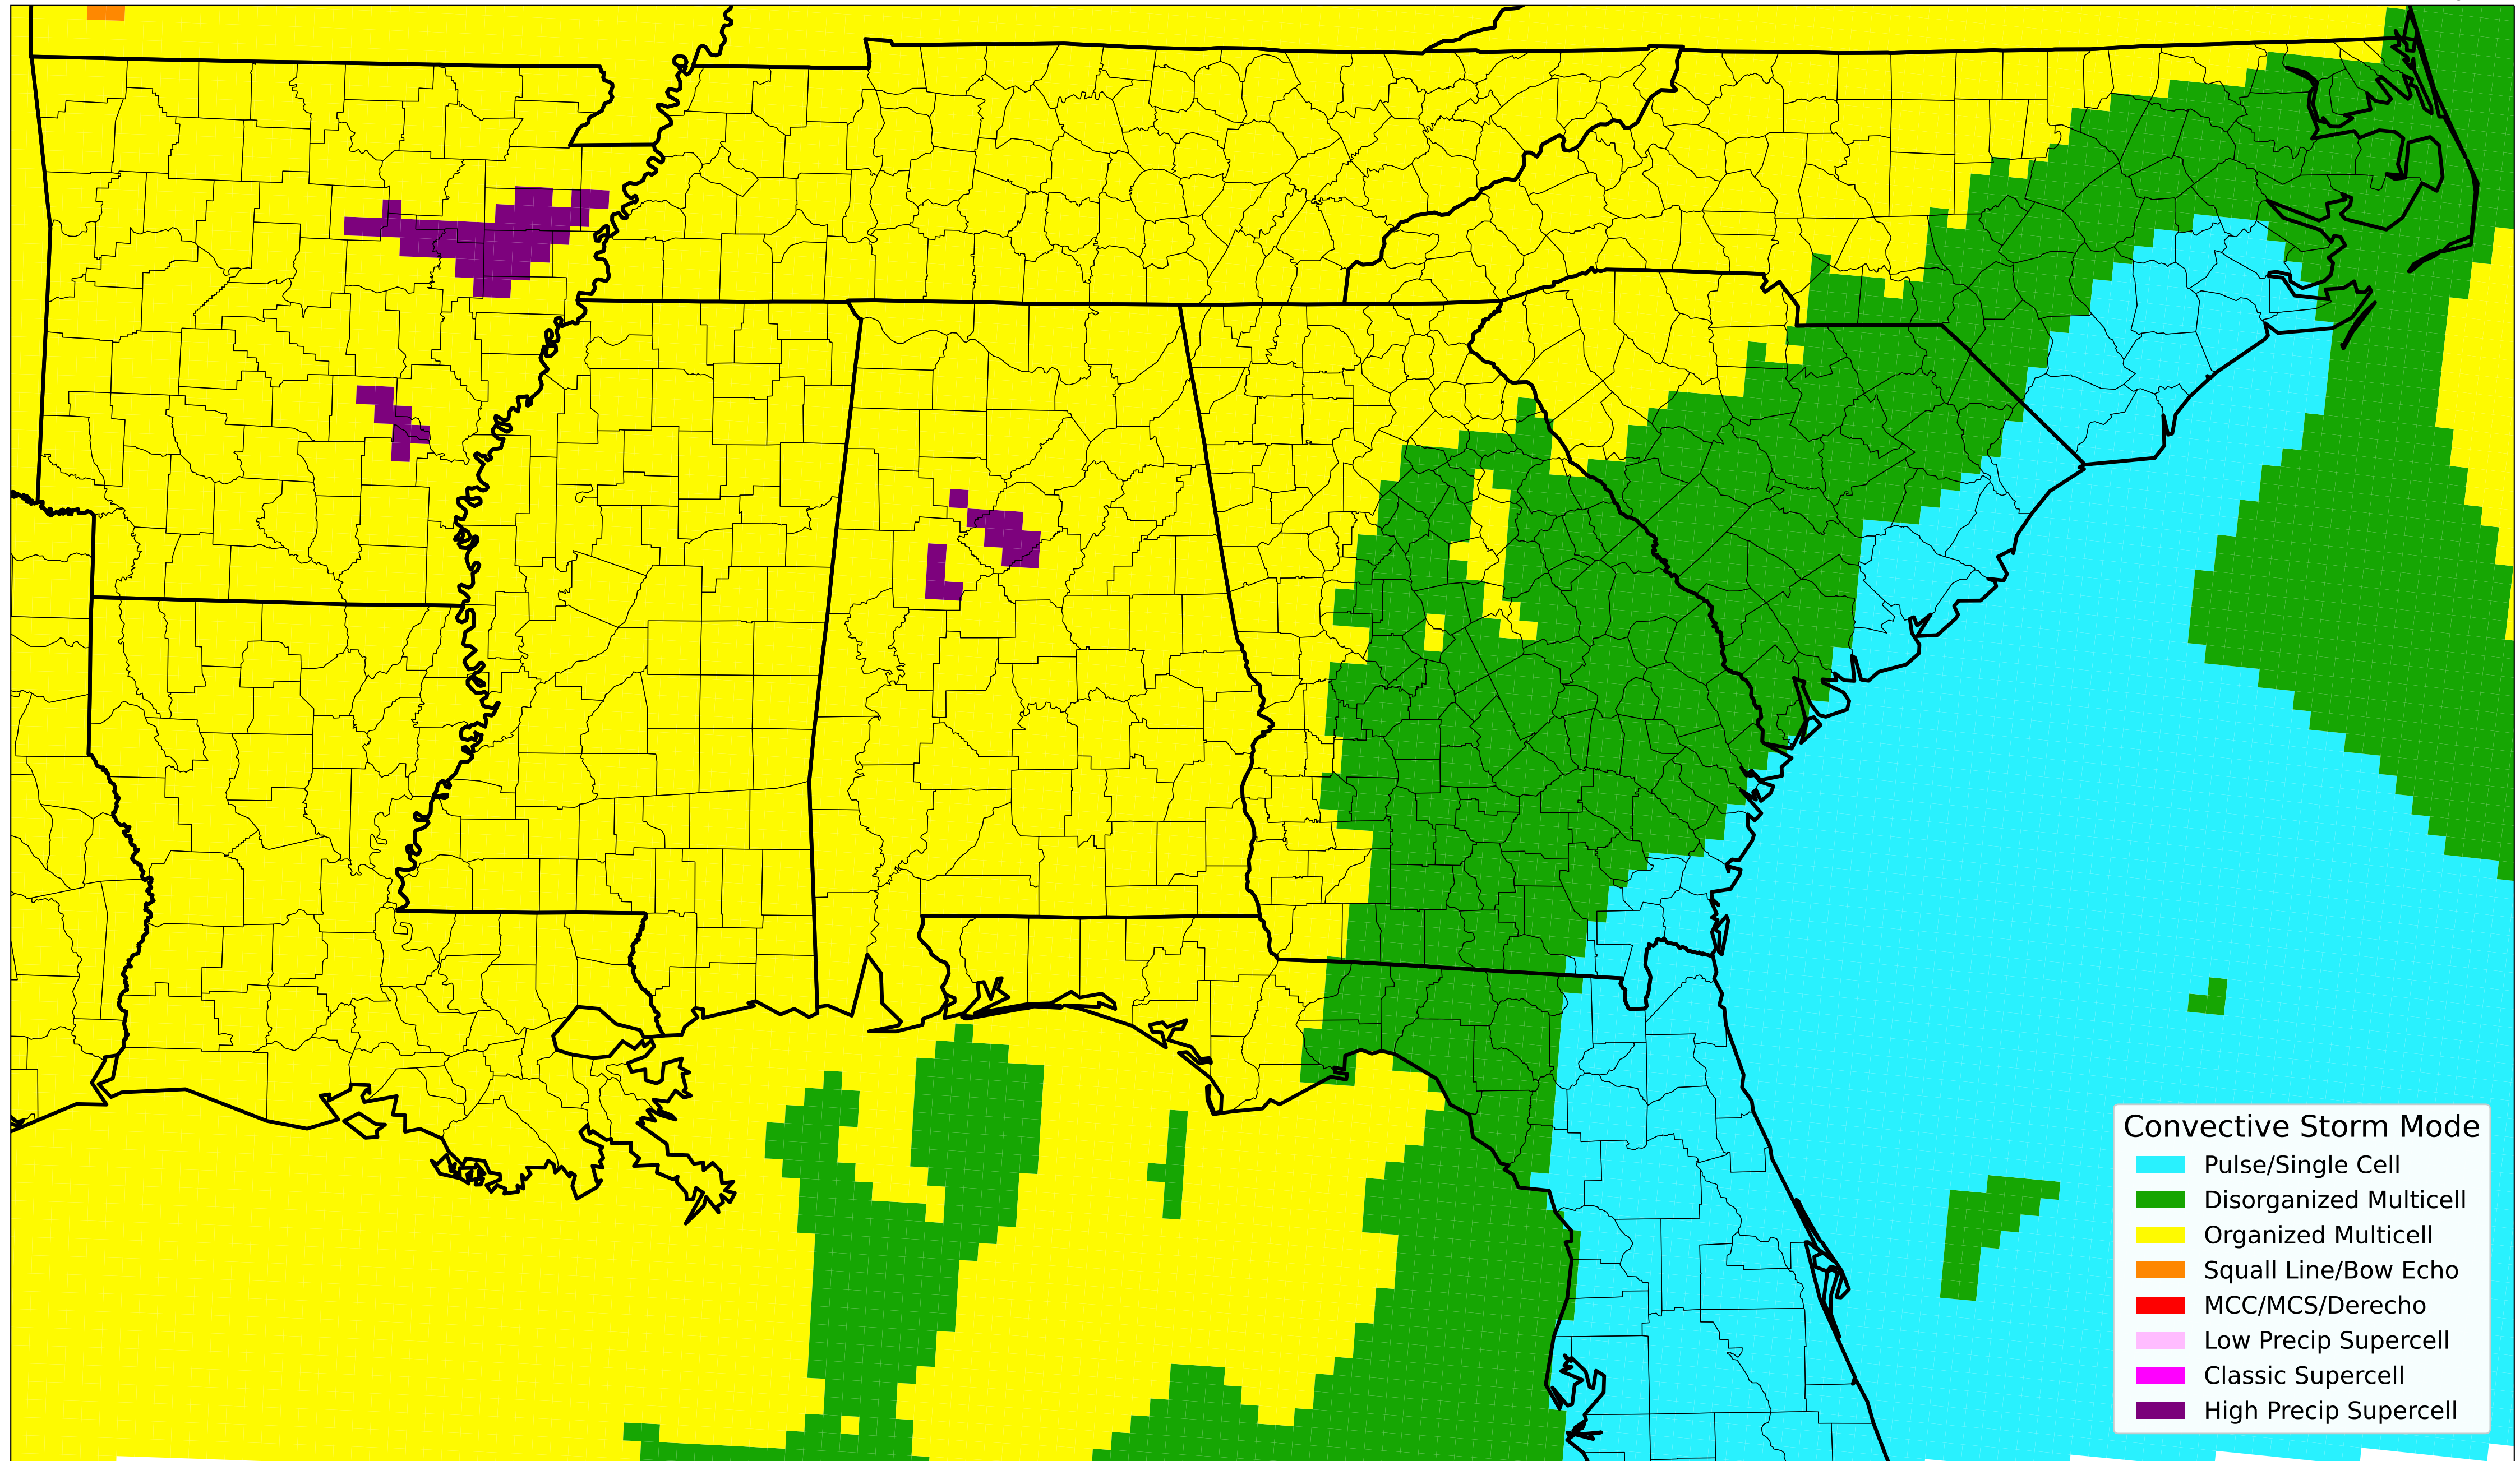 Convective Storm Mode
Pulse/Single Cell
Disorganized Multicell
Organized Multicell
Squall Line/Bow Echo
MCC/MCS/Derecho
Low Precip Supercell
Classic Supercell
High Precip Supercell